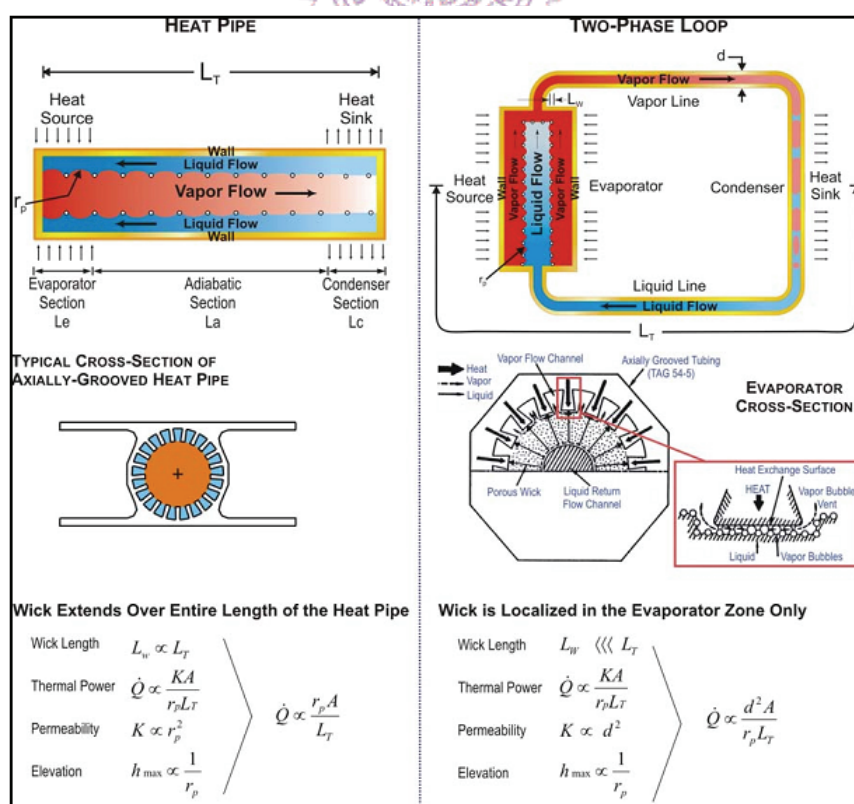 HEAT PIPE
L_T
Heat Source
Heat Sink
Wall
Liquid Flow
Vapor Flow
r_p
Liquid Flow
Wall
Evaporator Section Le
Adiabatic Section La
Condenser Section Lc
TYPICAL CROSS-SECTION OF
AXIALLY-GROOVED HEAT PIPE
Wick Extends Over Entire Length of the Heat Pipe
Wick Length L_w ∝ L_T
Thermal Power Q̇ ∝ KA / r_p L_T
Permeability K ∝ r_p^2
Elevation h_max ∝ 1 / r_p
Q̇ ∝ r_p A / L_T
TWO-PHASE LOOP
d
Vapor Flow
Vapor Line
L_w
Heat Source
Wall
Vapor Flow
Liquid Flow
Vapor Flow
Wall
Evaporator
Condenser
Heat Sink
r_p
Liquid Line
Liquid Flow
L_T
Heat
Vapor
Liquid
Vapor Flow Channel
Axially Grooved Tubing
(TAG 54-5)
EVAPORATOR
CROSS-SECTION
Porous Wick
Liquid Return
Flow Channel
Heat Exchange Surface
HEAT
Vapor Bubble
Vent
Liquid
Vapor Bubbles
Wick is Localized in the Evaporator Zone Only
Wick Length L_W <<< L_T
Thermal Power Q̇ ∝ KA / r_p L_T
Permeability K ∝ d^2
Elevation h_max ∝ 1 / r_p
Q̇ ∝ d^2 A / r_p L_T